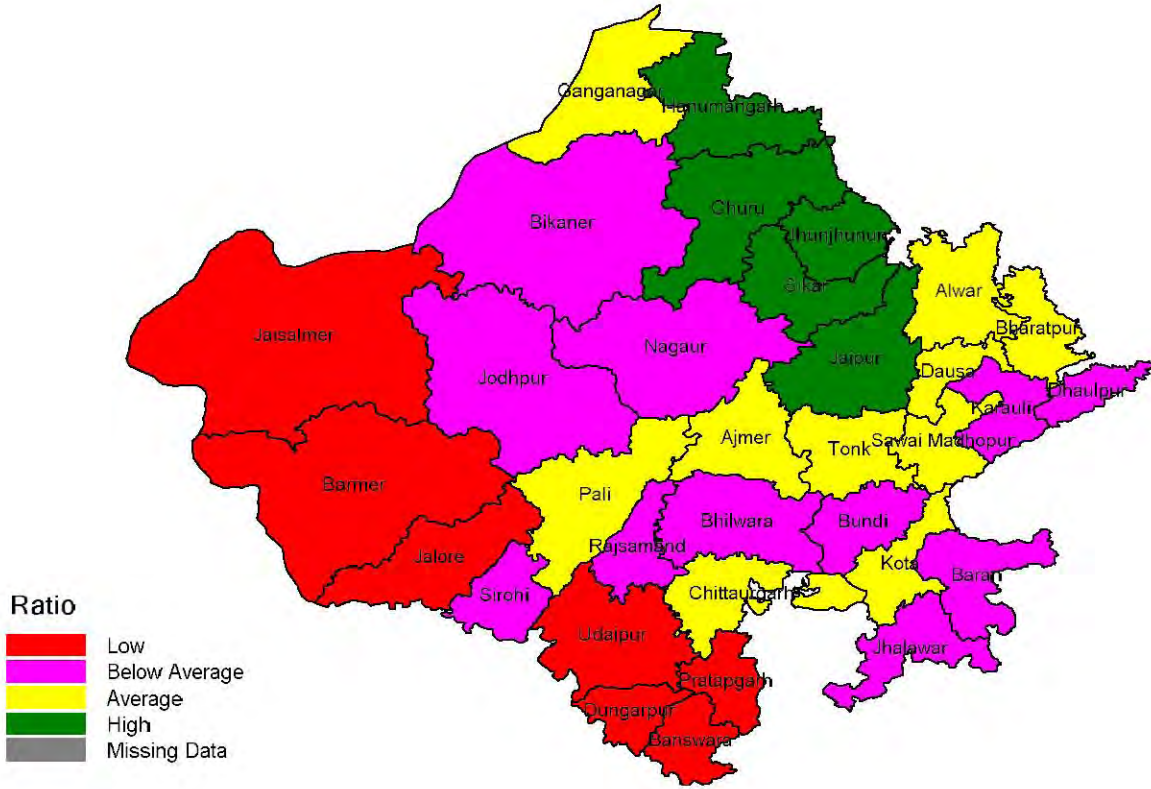 Ganganagar
Hanumangarh
Churu
Bikaner
Jhunjhunun
Sikar
Alwar
Bharatpur
Jaisalmer
Nagaur
Jaipur
Jodhpur
Dausa
Dhaulpur
Karauli
Ajmer
Tonk
Sawai Madhopur
Barmer
Pali
Bhilwara
Bundi
Rajsamand
Jalore
Kota
Baran
Sirohi
Chittaurgarh
Udaipur
Jhalawar
Pratapgarh
Dungarpur
Banswara
Ratio
Low
Below Average
Average
High
Missing Data